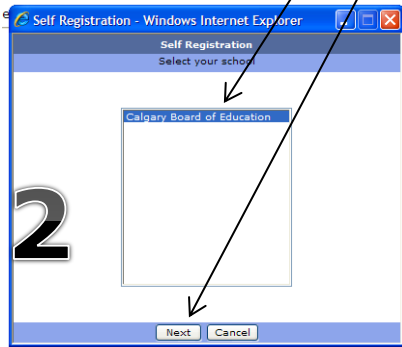 e
Self Registration - Windows Internet Explorer
Self Registration
Select your school
Calgary Board of Education
2
Next Cancel